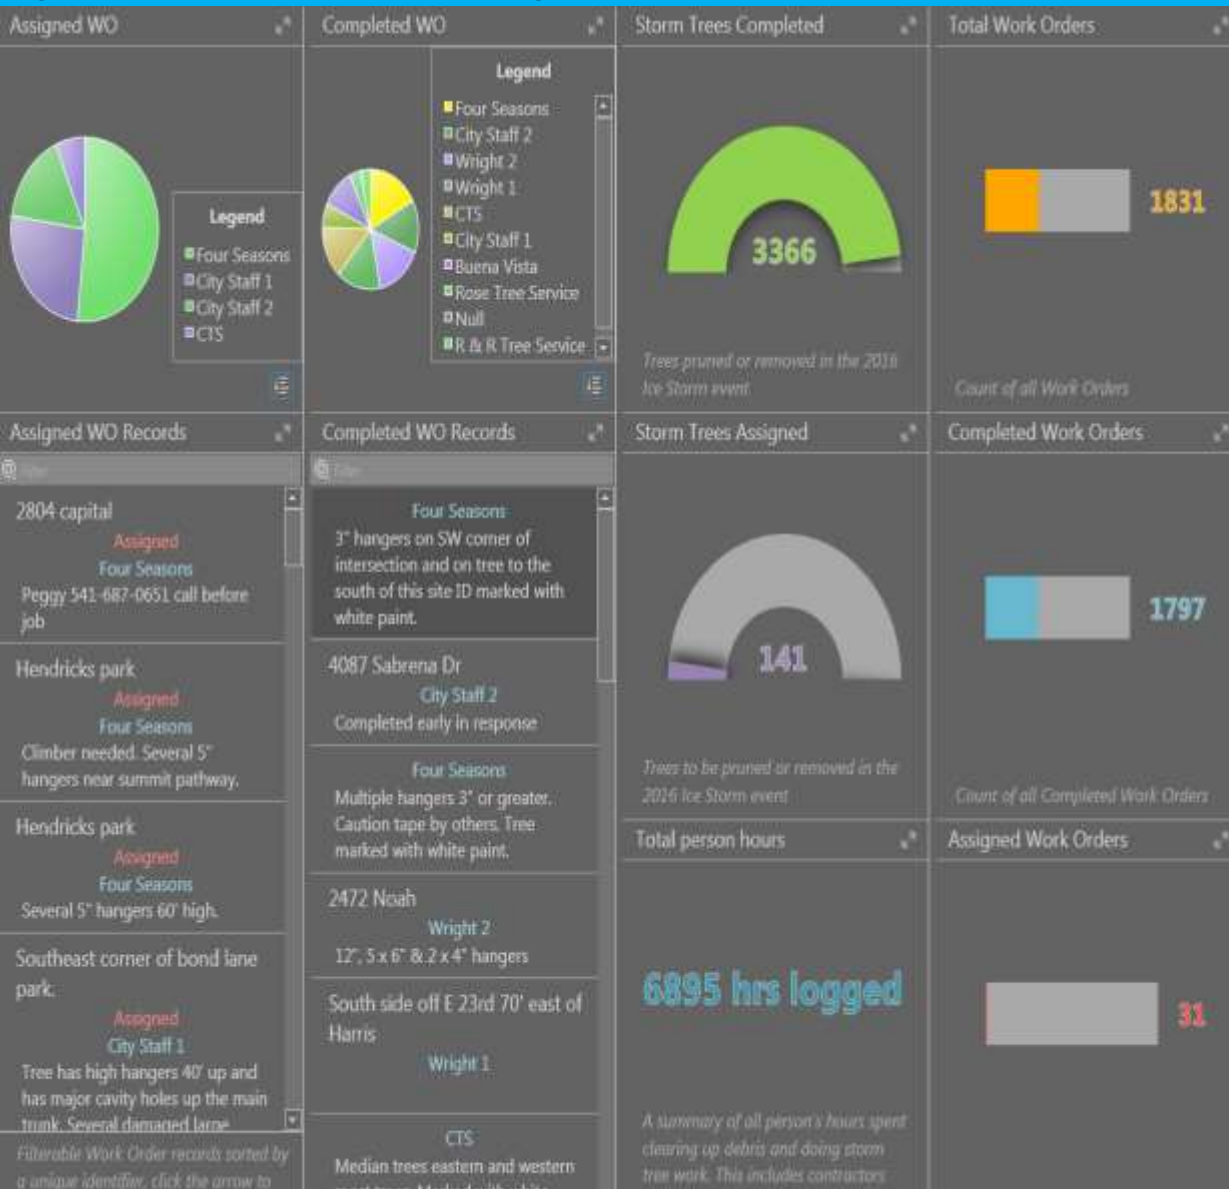 Assigned WO
Legend
Four Seasons
City Staff 1
City Staff 2
CTS
Completed WO
Legend
Four Seasons
City Staff 2
Wright 2
Wright 1
CTS
City Staff 1
Buena Vista
Rose Tree Service
Null
R & R Tree Service
Storm Trees Completed
3366
Trees pruned or removed in the 2016
Ice Storm event
Total Work Orders
1831
Count of all Work Orders
Assigned WO Records
Filter
2804 capital
Assigned
Four Seasons
Peggy 541-687-0651 call before
job
Hendricks park
Assigned
Four Seasons
Climber needed. Several 5"
hangers near summit pathway.
Hendricks park
Assigned
Four Seasons
Several 5" hangers 60' high.
Southeast corner of bond lane
park.
Assigned
City Staff 1
Tree has high hangers 40' up and
has major cavity holes up the main
trunk. Several damaged large
Filterable Work Order records sorted by
a unique identifier, click the arrow to
Completed WO Records
Filter
Four Seasons
3" hangers on SW corner of
intersection and on tree to the
south of this site ID marked with
white paint.
4087 Sabrena Dr
City Staff 2
Completed early in response
Four Seasons
Multiple hangers 3" or greater.
Caution tape by others. Tree
marked with white paint.
2472 Noah
Wright 2
12", 5 x 6" & 2 x 4" hangers
South side off E 23rd 70' east of
Harris
Wright 1
CTS
Median trees eastern and western
Storm Trees Assigned
141
Trees to be pruned or removed in the
2016 Ice Storm event
Completed Work Orders
1797
Count of all Completed Work Orders
Total person hours
6895 hrs logged
A summary of all person's hours spent
clearing up debris and doing storm
tree work. This includes contractors
Assigned Work Orders
31